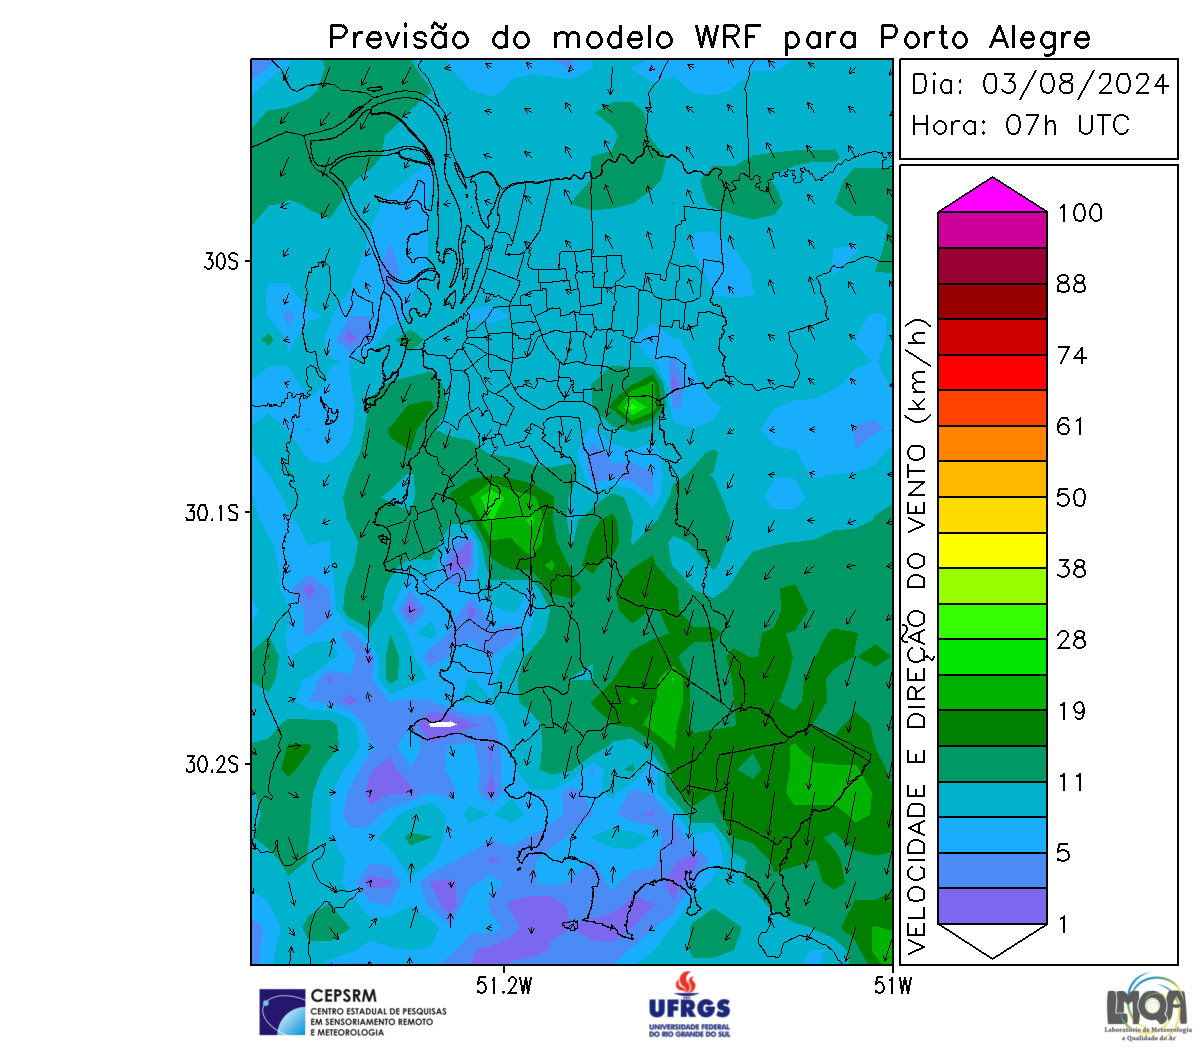 Previsão do modelo WRF para Porto Alegre
Dia: 03/08/2024
Hora: 07h UTC
30S
30.1S
30.2S
51.2W
51W
VELOCIDADE E DIREÇÃO DO VENTO (km/h)
100
88
74
61
50
38
28
19
11
5
1
CEPSRM
CENTRO ESTADUAL DE PESQUISAS
EM SENSORIAMENTO REMOTO
E METEOROLOGIA
UFRGS
UNIVERSIDADE FEDERAL
DO RIO GRANDE DO SUL
LMQA
Laboratório de Meteorologia
e Qualidade do Ar